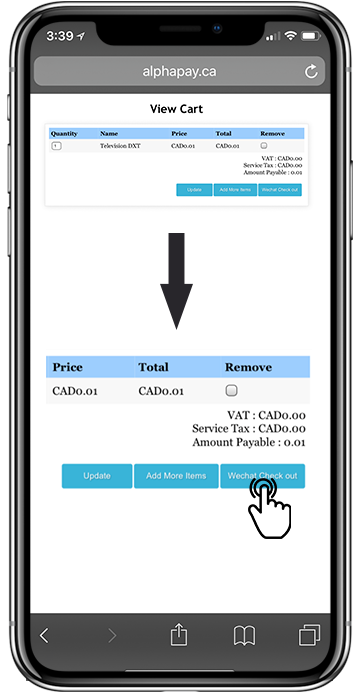 3:39
alphapay.ca
View Cart
Quantity Name Price Total Remove
1 Television DXT CAD0.01 CAD0.01
VAT : CAD0.00
Service Tax : CAD0.00
Amount Payable : 0.01
Update Add More Items Wechat Check out
Price Total Remove
CAD0.01 CAD0.01
VAT : CAD0.00
Service Tax : CAD0.00
Amount Payable : 0.01
Update Add More Items Wechat Check out